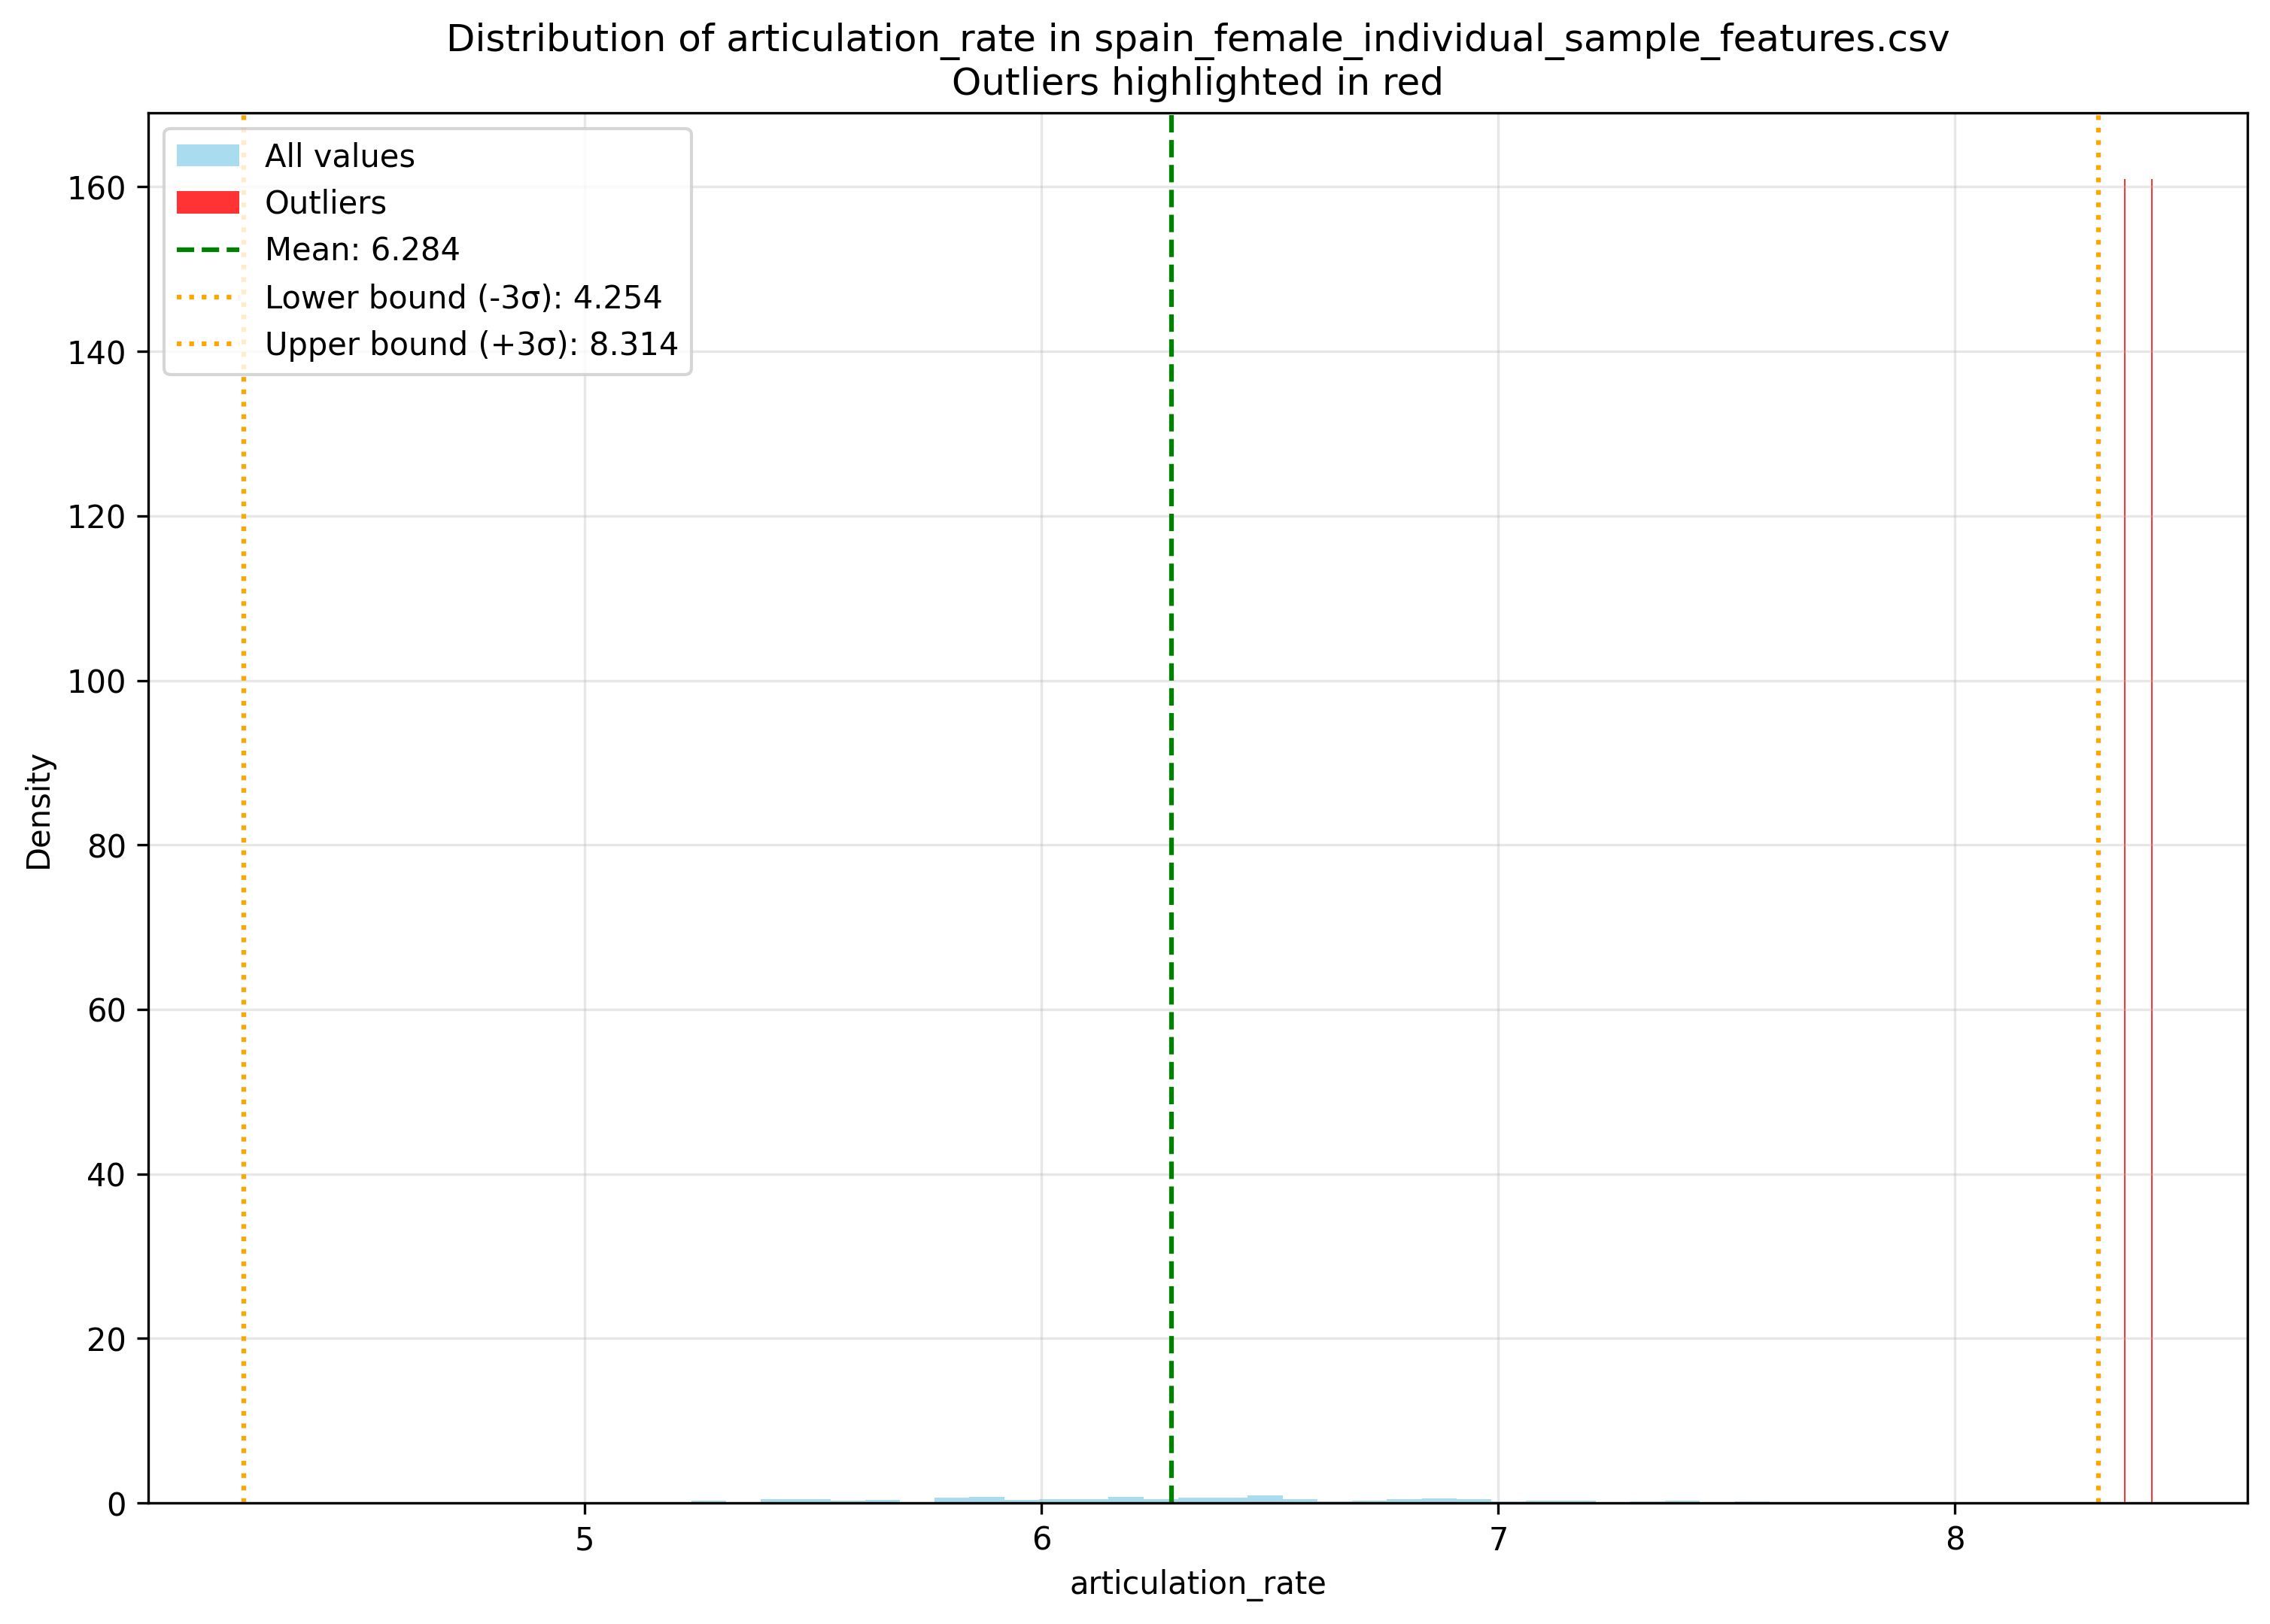 Distribution of articulation_rate in spain_female_individual_sample_features.csv
Outliers highlighted in red
All values
Outliers
Mean: 6.284
Lower bound (-3σ): 4.254
Upper bound (+3σ): 8.314
160
140
120
100
80
60
40
20
0
Density
5
6
7
8
articulation_rate